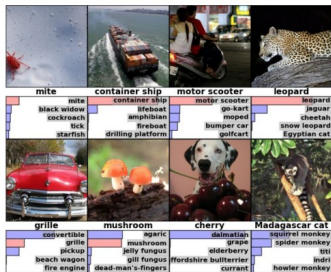 mite
container ship
motor scooter
leopard
mite
black widow
cockroach
tick
starfish
container ship
lifeboat
amphibian
fireboat
drilling platform
motor scooter
go-kart
moped
bumper car
golfcart
leopard
jaguar
cheetah
snow leopard
Egyptian cat
grille
mushroom
cherry
Madagascar cat
convertible
grille
pickup
beach wagon
fire engine
agaric
mushroom
jelly fungus
gill fungus
dead-man's-fingers
dalmatian
grape
elderberry
ffordshire bullterrier
currant
squirrel monkey
spider monkey
titi
indri
howler monkey